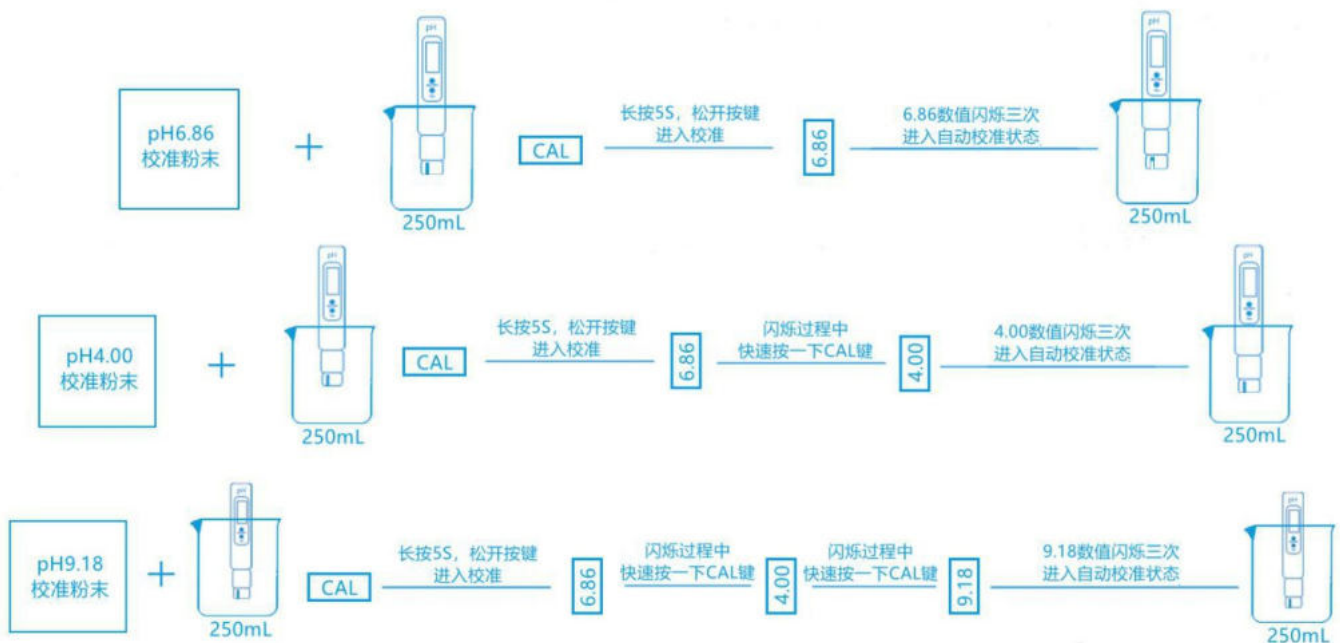 pH
pH
pH6.86
校准粉末
CAL
长按5S，松开按键
进入校准
6.86
6.86数值闪烁三次
进入自动校准状态
250mL
250mL
pH
pH
pH4.00
校准粉末
CAL
长按5S，松开按键
进入校准
6.86
闪烁过程中
快速按一下CAL键
4.00
4.00数值闪烁三次
进入自动校准状态
250mL
250mL
pH
pH
pH9.18
校准粉末
CAL
长按5S，松开按键
进入校准
6.86
闪烁过程中
快速按一下CAL键
4.00
闪烁过程中
快速按一下CAL键
9.18
9.18数值闪烁三次
进入自动校准状态
250mL
250mL